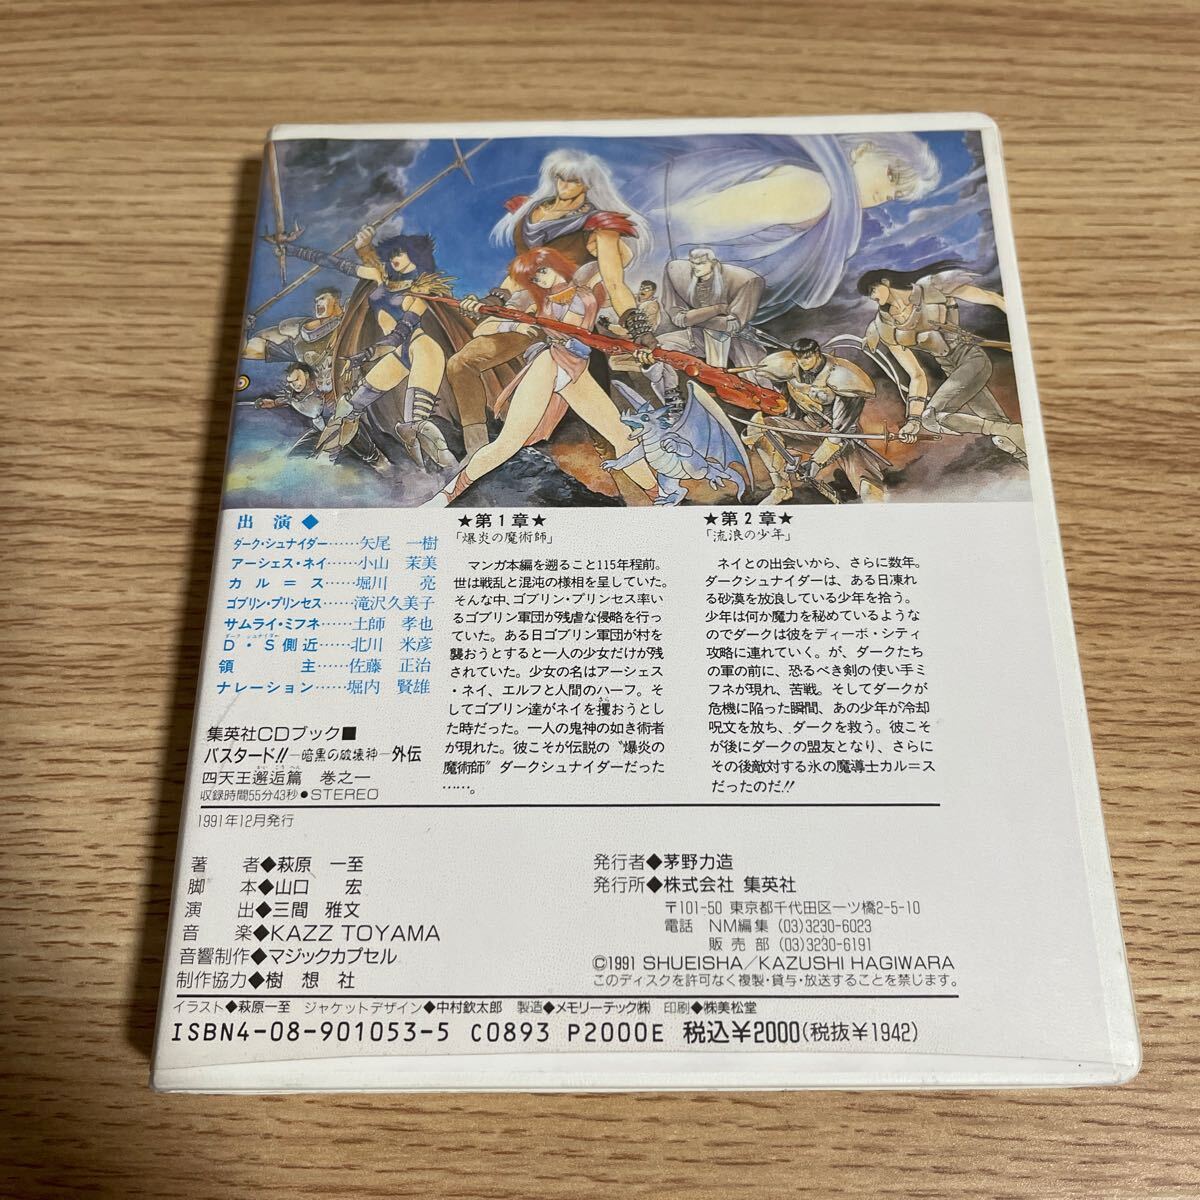 出演◆
ダーク・シュナイダー……矢尾 一樹
アーシェス・ネイ……小山 茉美
カル＝ス……堀川 亮
ゴブリン・プリンセス……滝沢久美子
サムライ・ミフネ……土師 孝也
ダーク シュナイダー
D・S側近……北川 米彦
領主……佐藤 正治
ナレーション……堀内 賢雄
集英社CDブック■
バスタード!!—暗黒の破壊神—外伝
まい こう へん
四天王邂逅篇 巻之一
収録時間55分43秒●STEREO
★第1章★
「爆炎の魔術師」
マンガ本編を遡ること115年程前。
世は戦乱と混沌の様相を呈していた。
そんな中、ゴブリン・プリンセス率い
るゴブリン軍団が残虐な侵略を行っ
ていた。ある日ゴブリン軍団が村を
襲おうとすると一人の少女だけが残
されていた。少女の名はアーシェス
・ネイ、エルフと人間のハーフ。そ
してゴブリン達がネイを攫おうとし
た時だった。一人の鬼神の如き術者
が現れた。彼こそが伝説の〝爆炎の
魔術師〟ダークシュナイダーだった
……。
★第2章★
「流浪の少年」
ネイとの出会いから、さらに数年。
ダークシュナイダーは、ある日凍れ
る砂漠を放浪している少年を拾う。
少年は何か魔力を秘めているような
のでダークは彼をディーポ・シティ
攻略に連れていく。が、ダークたち
の軍の前に、恐るべき剣の使い手ミ
フネが現れ、苦戦。そしてダークが
危機に陥った瞬間、あの少年が冷却
呪文を放ち、ダークを救う。彼こそ
が後にダークの盟友となり、さらに
その後敵対する氷の魔導士カル＝ス
だったのだ!!
1991年12月発行
著者◆萩原 一至
脚本◆山口 宏
演出◆三間 雅文
音楽◆KAZZ TOYAMA
音響制作◆マジックカプセル
制作協力◆樹想社
発行者◆茅野力造
発行所◆株式会社 集英社
〒101-50 東京都千代田区一ツ橋2-5-10
電話 NM編集 (03)3230-6023
販売部 (03)3230-6191
©1991 SHUEISHA/KAZUSHI HAGIWARA
このディスクを許可なく複製・貸与・放送することを禁じます。
イラスト◆萩原一至 ジャケットデザイン◆中村欽太郎 製造◆メモリーテック㈱ 印刷◆㈱美松堂
ISBN4-08-901053-5 C0893 P2000E 税込¥2000(税抜¥1942)